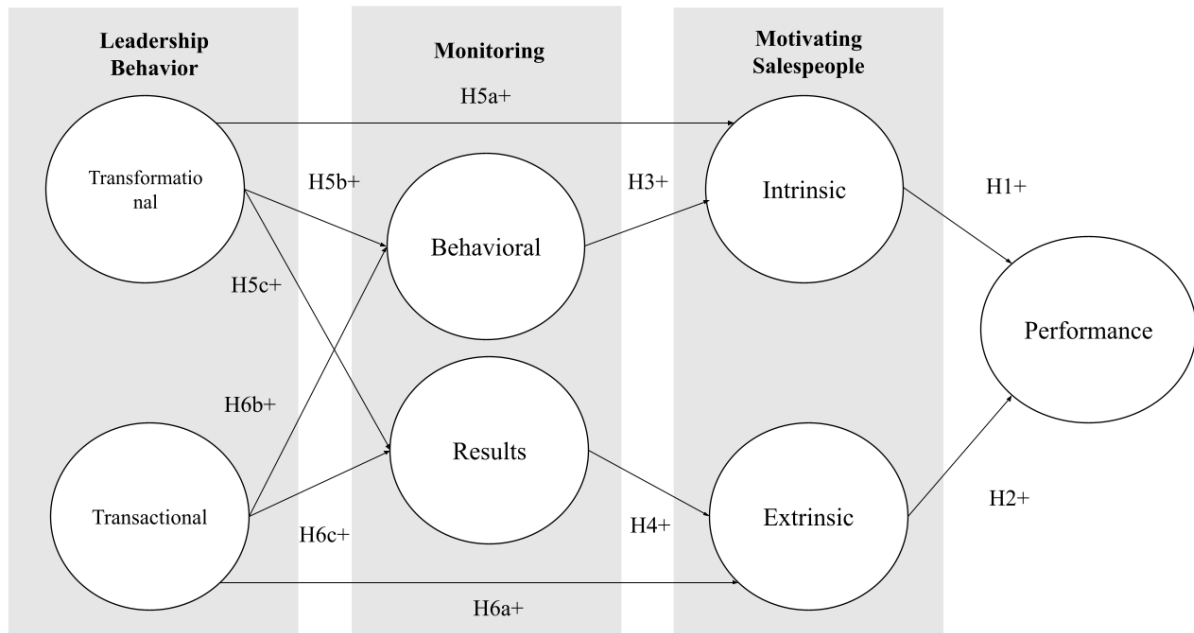 Leadership
Behavior
Monitoring
Motivating
Salespeople
H5a+
Transformatio
nal
H5b+
H3+
Intrinsic
H1+
Behavioral
H5c+
Performance
H6b+
Results
Transactional
H6c+
H4+
Extrinsic
H2+
H6a+